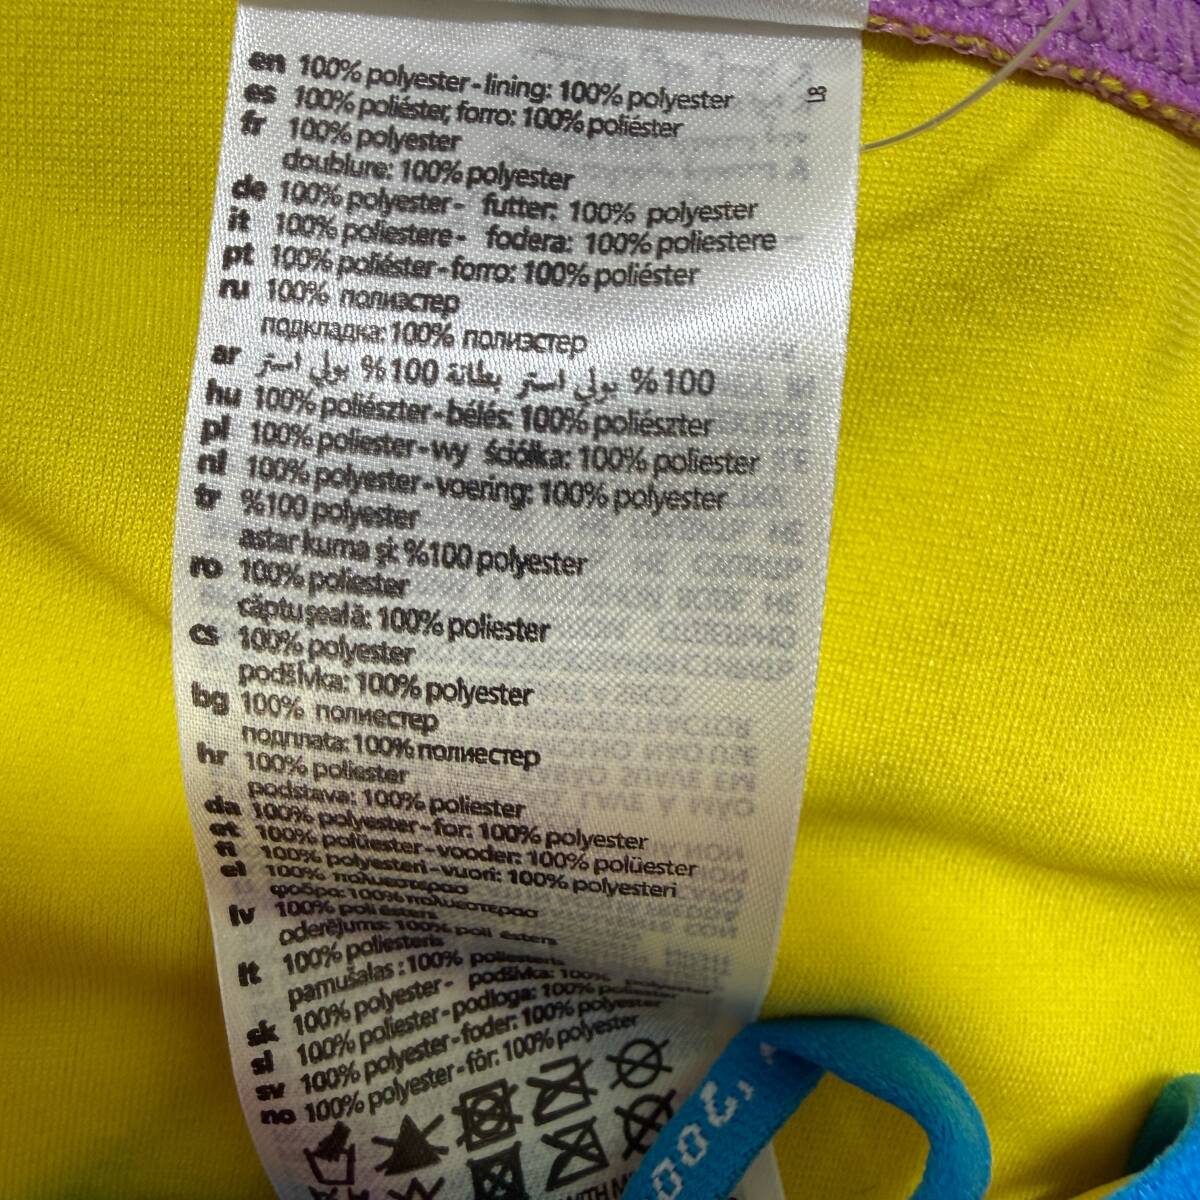 en 100% polyester - lining: 100% polyester
es 100% poliéster, forro: 100% poliéster
fr 100% polyester
doublure: 100% polyester
de 100% polyester - futter: 100% polyester
it 100% poliestere - fodera: 100% poliestere
pt 100% poliéster - forro: 100% poliéster
ru 100% полиэстер
подкладка: 100% полиэстер
ar %100 بولي استر بطانة %100 بولي استر
hu 100% poliészter - bélés: 100% poliészter
pl 100% poliester - wy ściółka: 100% poliester
nl 100% polyester - voering: 100% polyester
tr %100 polyester
astar kuma şi: %100 polyester
ro 100% poliester
căptu şeală: 100% poliester
cs 100% polyester
podšívka: 100% polyester
bg 100% полиестер
подплата: 100% полиестер
hr 100% poliester
podstava: 100% poliester
da 100% polyester - for: 100% polyester
et 100% polüester - vooder: 100% polüester
fi 100% polyesteri - vuori: 100% polyesteri
el 100% πολυεστερασ
φοδρα: 100% πολυεστερασ
lv 100% poli ésters
oderējums: 100% poli ésters
lt 100% poliesteris
pamušalas : 100% poliesteris
sk 100% polyester - podšívka: 100% polyester
sl 100% poliester - podloga: 100% poliester
sv 100% polyester - foder: 100% polyester
no 100% polyester - fôr: 100% polyester
L8